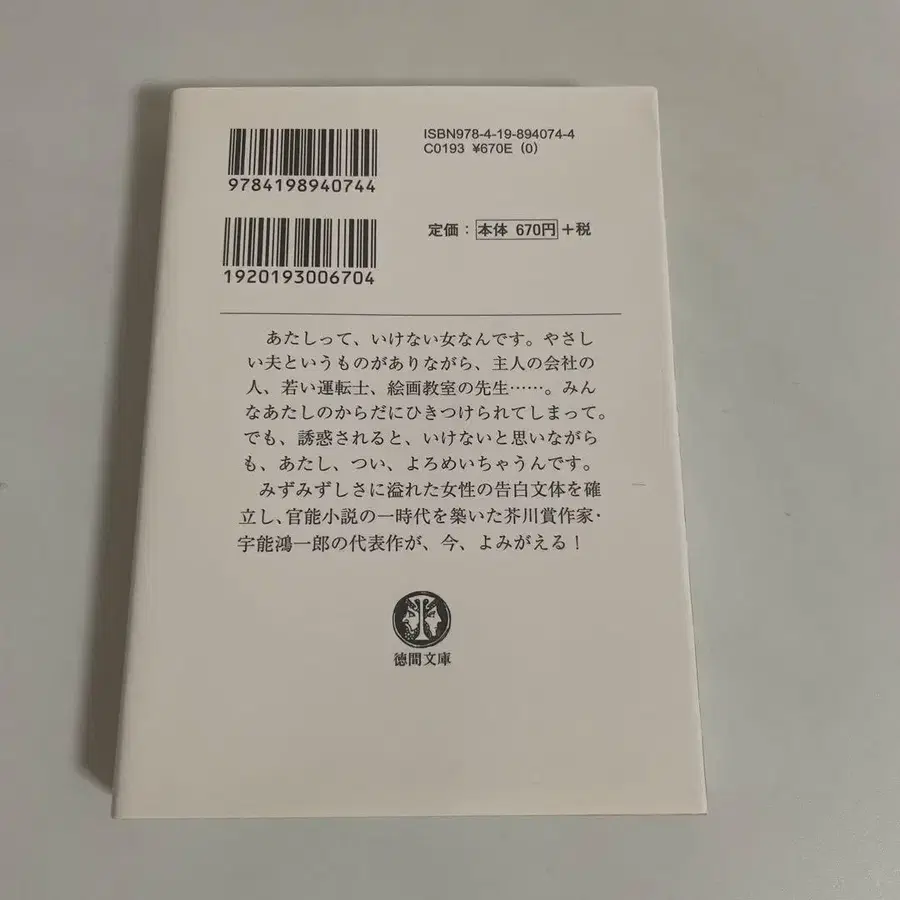 ISBN978-4-19-894074-4
C0193 ¥670E (0)
9784198940744
定価：本体 670円＋税
1920193006704
あたしって、いけない女なんです。やさし
い夫というものがありながら、主人の会社の
人、若い運転士、絵画教室の先生……。みん
なあたしのからだにひきつけられてしまって。
でも、誘惑されると、いけないと思いながら
も、あたし、つい、よろめいちゃうんです。
みずみずしさに溢れた女性の告白文体を確
立し、官能小説の一時代を築いた芥川賞作家・
宇能鴻一郎の代表作が、今、よみがえる！
徳間文庫